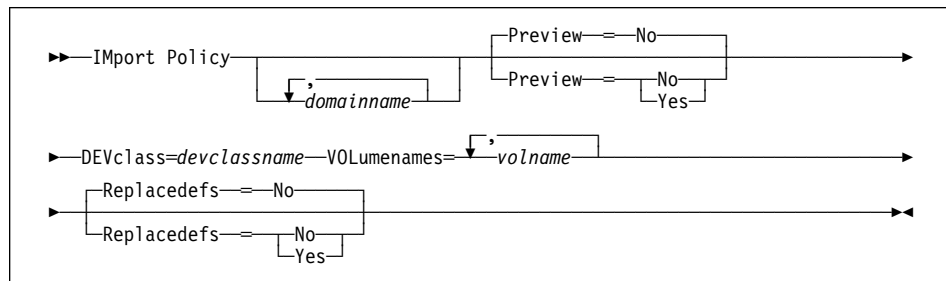 Preview = No
IMport Policy
,
domainname
Preview = No
Yes
DEVclass=devclassname VOLumenames=
,
volname
Replacedefs = No
Replacedefs = No
Yes